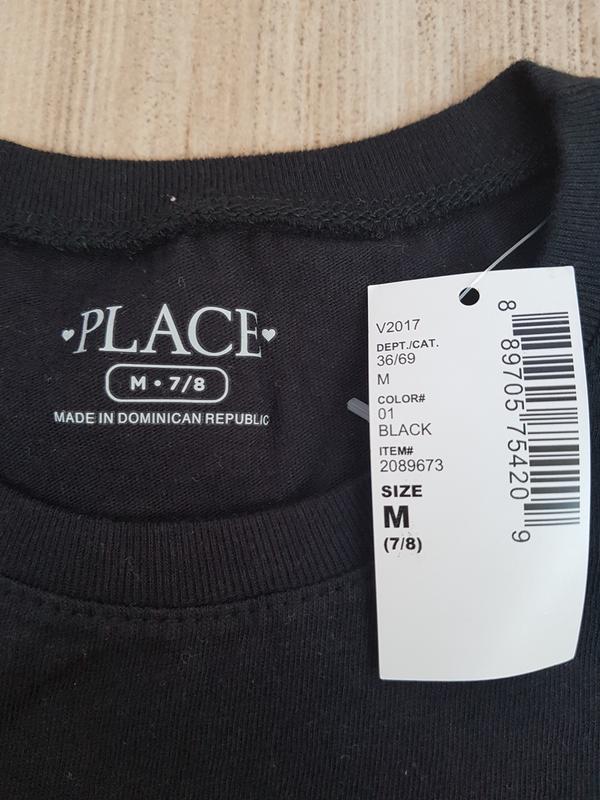 ♥PLACE♥
M • 7/8
MADE IN DOMINICAN REPUBLIC
V2017
DEPT./CAT.
36/69
M
COLOR#
01
BLACK
ITEM#
2089673
SIZE
M
(7/8)
8 89705 75420 9